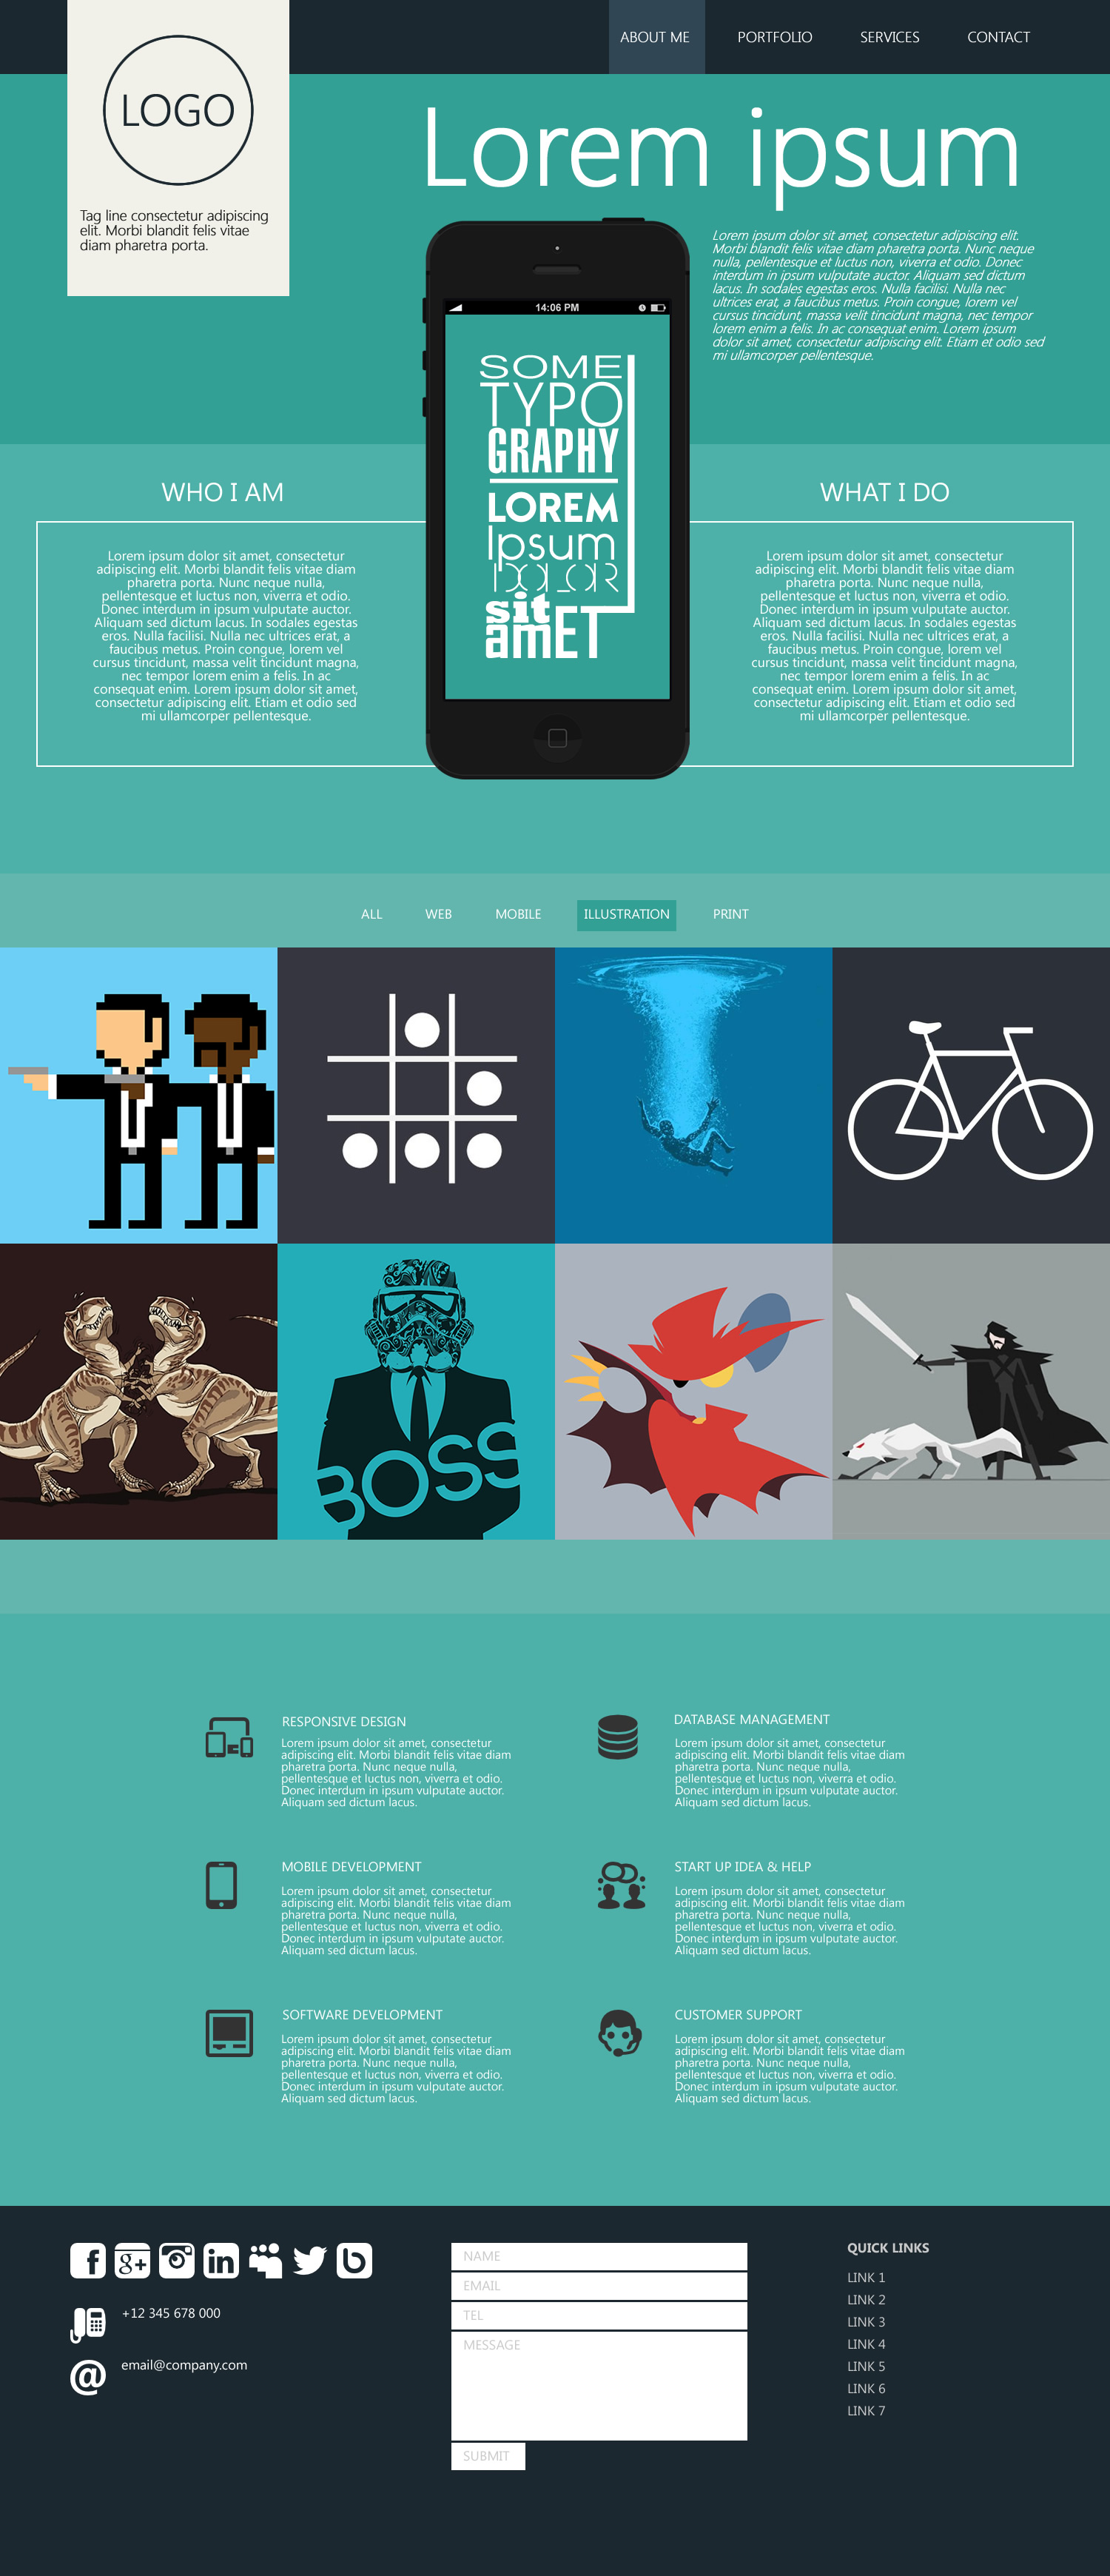 ABOUT ME PORTFOLIO SERVICES CONTACT
LOGO
Tag line consectetur adipiscing
elit. Morbi blandit felis vitae
diam pharetra porta.
Lorem ipsum
Lorem ipsum dolor sit amet, consectetur adipiscing elit.
Morbi blandit felis vitae diam pharetra porta. Nunc neque
nulla, pellentesque et luctus non, viverra et odio. Donec
interdum in ipsum vulputate auctor. Aliquam sed dictum
lacus. In sodales egestas eros. Nulla facilisi. Nulla nec
ultrices erat, a faucibus metus. Proin congue, lorem vel
cursus tincidunt, massa velit tincidunt magna, nec tempor
lorem enim a felis. In ac consequat enim. Lorem ipsum
dolor sit amet, consectetur adipiscing elit. Etiam et odio sed
mi ullamcorper pellentesque.
14:06 PM
SOME
TYPO
GRAPHY
LOREM
Ipsum
DOLOR
sit
amET
WHO I AM
Lorem ipsum dolor sit amet, consectetur
adipiscing elit. Morbi blandit felis vitae diam
pharetra porta. Nunc neque nulla,
pellentesque et luctus non, viverra et odio.
Donec interdum in ipsum vulputate auctor.
Aliquam sed dictum lacus. In sodales egestas
eros. Nulla facilisi. Nulla nec ultrices erat, a
faucibus metus. Proin congue, lorem vel
cursus tincidunt, massa velit tincidunt magna,
nec tempor lorem enim a felis. In ac
consequat enim. Lorem ipsum dolor sit amet,
consectetur adipiscing elit. Etiam et odio sed
mi ullamcorper pellentesque.
WHAT I DO
Lorem ipsum dolor sit amet, consectetur
adipiscing elit. Morbi blandit felis vitae diam
pharetra porta. Nunc neque nulla,
pellentesque et luctus non, viverra et odio.
Donec interdum in ipsum vulputate auctor.
Aliquam sed dictum lacus. In sodales egestas
eros. Nulla facilisi. Nulla nec ultrices erat, a
faucibus metus. Proin congue, lorem vel
cursus tincidunt, massa velit tincidunt magna,
nec tempor lorem enim a felis. In ac
consequat enim. Lorem ipsum dolor sit amet,
consectetur adipiscing elit. Etiam et odio sed
mi ullamcorper pellentesque.
ALL WEB MOBILE ILLUSTRATION PRINT
BOSS
RESPONSIVE DESIGN
Lorem ipsum dolor sit amet, consectetur
adipiscing elit. Morbi blandit felis vitae diam
pharetra porta. Nunc neque nulla,
pellentesque et luctus non, viverra et odio.
Donec interdum in ipsum vulputate auctor.
Aliquam sed dictum lacus.
DATABASE MANAGEMENT
Lorem ipsum dolor sit amet, consectetur
adipiscing elit. Morbi blandit felis vitae diam
pharetra porta. Nunc neque nulla,
pellentesque et luctus non, viverra et odio.
Donec interdum in ipsum vulputate auctor.
Aliquam sed dictum lacus.
MOBILE DEVELOPMENT
Lorem ipsum dolor sit amet, consectetur
adipiscing elit. Morbi blandit felis vitae diam
pharetra porta. Nunc neque nulla,
pellentesque et luctus non, viverra et odio.
Donec interdum in ipsum vulputate auctor.
Aliquam sed dictum lacus.
START UP IDEA & HELP
Lorem ipsum dolor sit amet, consectetur
adipiscing elit. Morbi blandit felis vitae diam
pharetra porta. Nunc neque nulla,
pellentesque et luctus non, viverra et odio.
Donec interdum in ipsum vulputate auctor.
Aliquam sed dictum lacus.
SOFTWARE DEVELOPMENT
Lorem ipsum dolor sit amet, consectetur
adipiscing elit. Morbi blandit felis vitae diam
pharetra porta. Nunc neque nulla,
pellentesque et luctus non, viverra et odio.
Donec interdum in ipsum vulputate auctor.
Aliquam sed dictum lacus.
CUSTOMER SUPPORT
Lorem ipsum dolor sit amet, consectetur
adipiscing elit. Morbi blandit felis vitae diam
pharetra porta. Nunc neque nulla,
pellentesque et luctus non, viverra et odio.
Donec interdum in ipsum vulputate auctor.
Aliquam sed dictum lacus.
f g+ in b
+12 345 678 000
@ email@company.com
NAME
EMAIL
TEL
MESSAGE
SUBMIT
QUICK LINKS
LINK 1
LINK 2
LINK 3
LINK 4
LINK 5
LINK 6
LINK 7